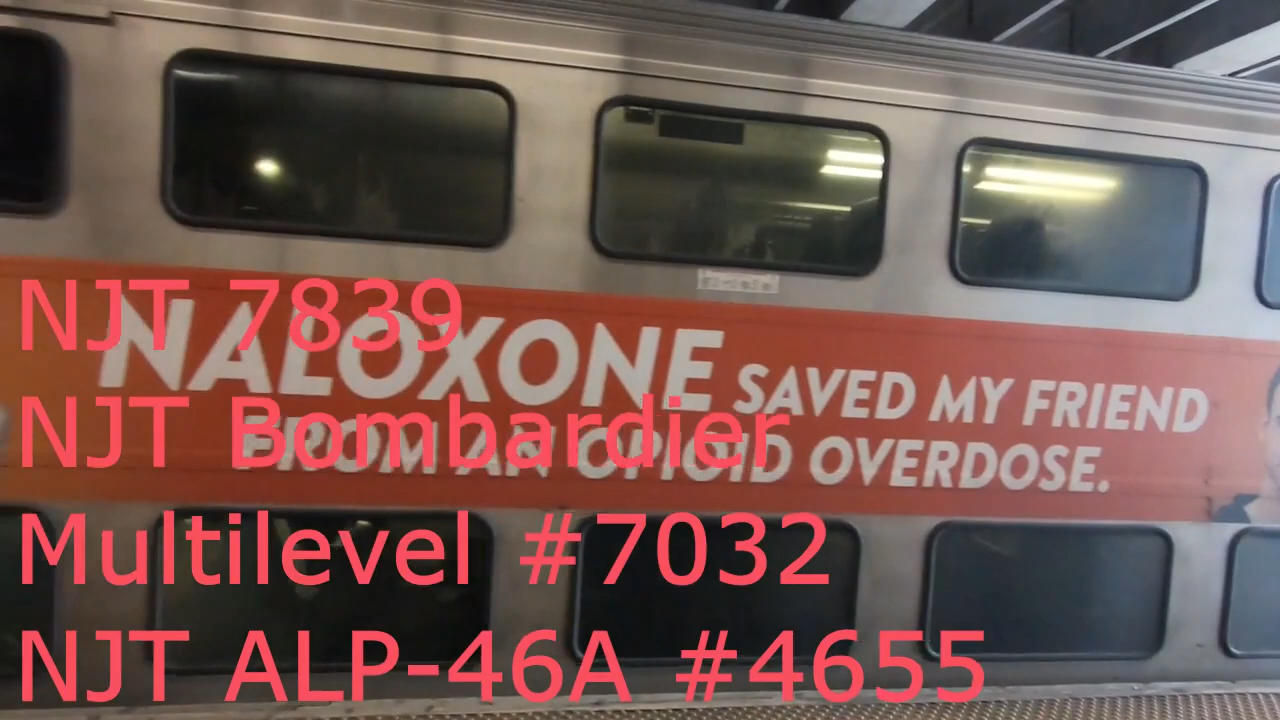 NJT 7839
NALOXONE SAVED MY FRIEND
NJT Bombardier
FROM AN OPIOID OVERDOSE.
Multilevel #7032
NJT ALP-46A #4655